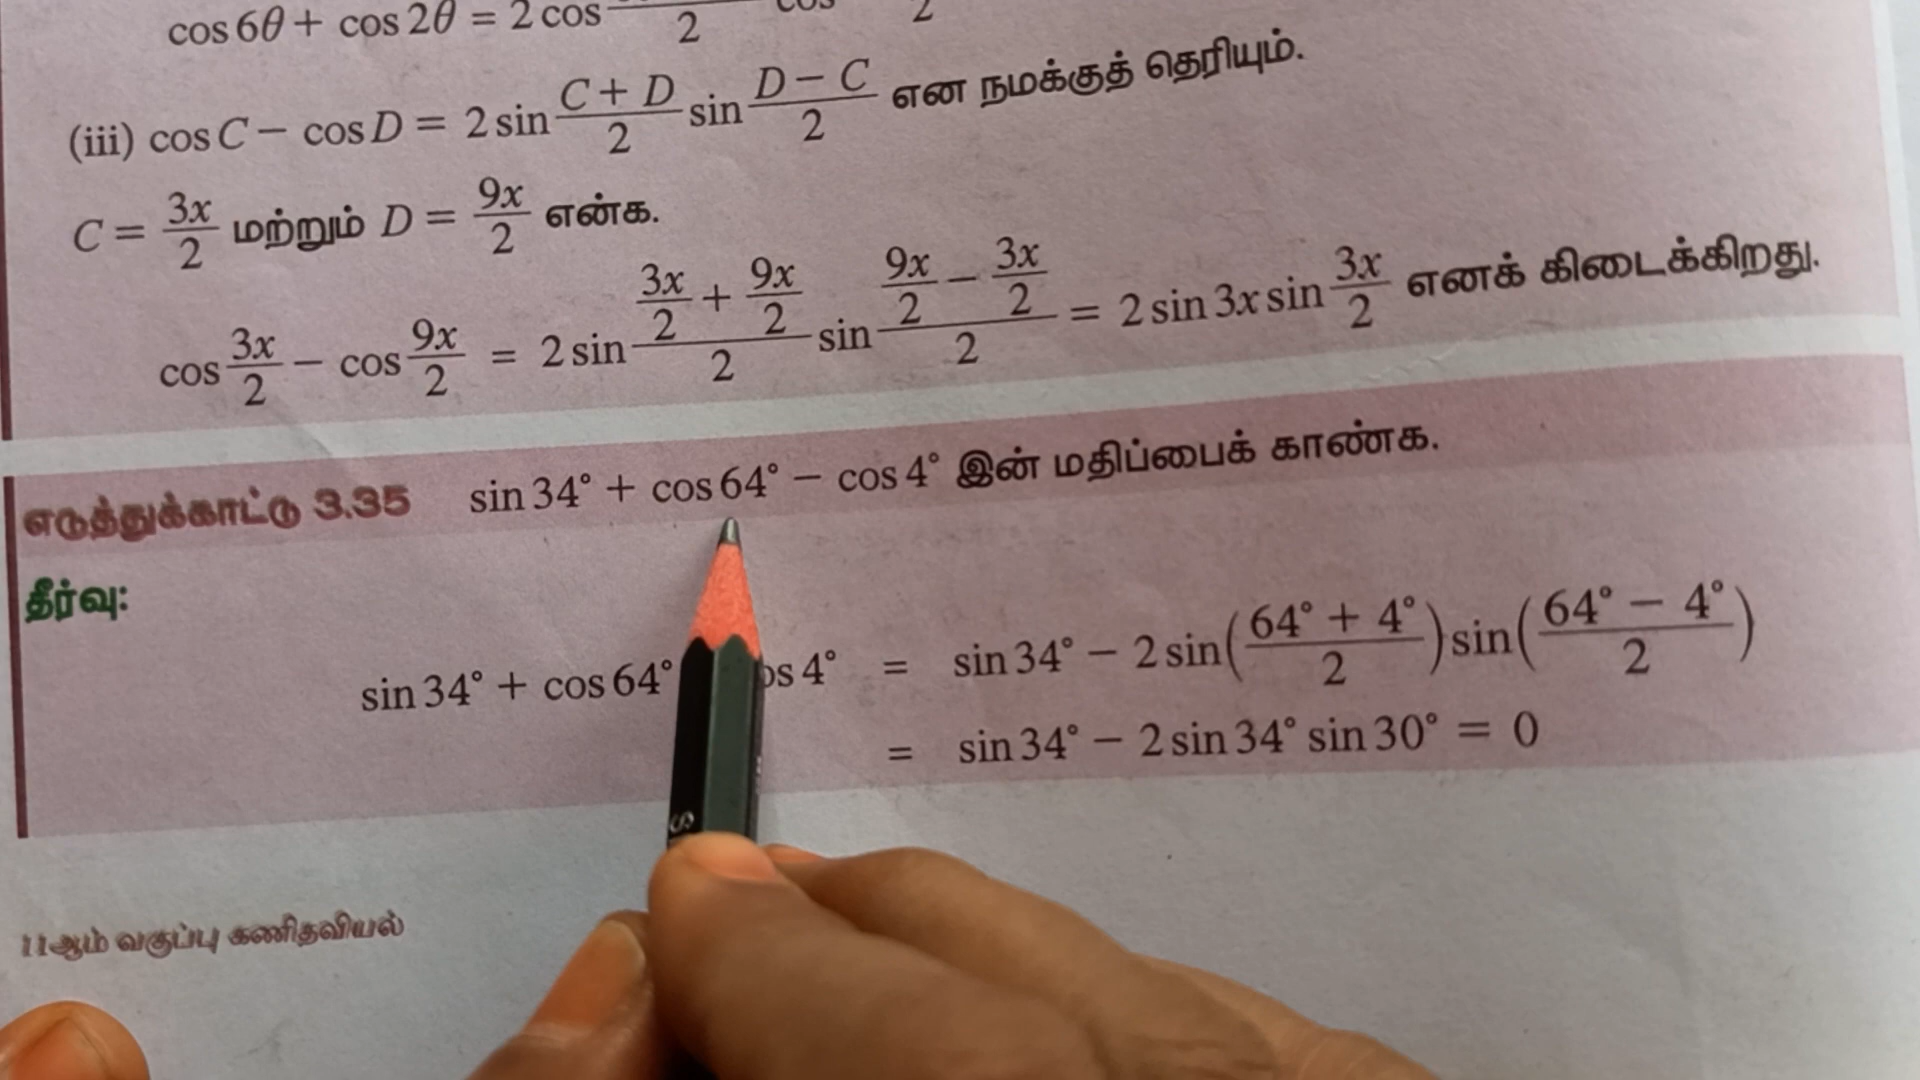 cos 6θ + cos 2θ = 2 cos 2 2
(iii) cos C − cos D = 2 sin (C + D)/2 sin (D − C)/2 என நமக்குத் தெரியும்.
C = 3x/2 மற்றும் D = 9x/2 என்க.
cos 3x/2 − cos 9x/2 = 2 sin (3x/2 + 9x/2)/2 sin (9x/2 − 3x/2)/2 = 2 sin 3x sin 3x/2 எனக் கிடைக்கிறது.
எடுத்துக்காட்டு 3.35 sin 34° + cos 64° − cos 4° இன் மதிப்பைக் காண்க.
தீர்வு:
sin 34° + cos 64° os 4° = sin 34° − 2 sin((64° + 4°)/2) sin((64° − 4°)/2)
= sin 34° − 2 sin 34° sin 30° = 0
11ஆம் வகுப்பு கணிதவியல்